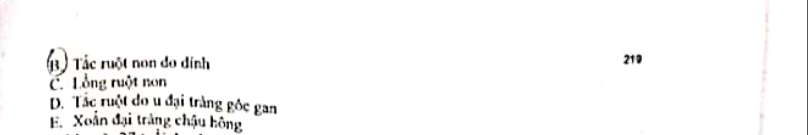 B. Tắc ruột non do dính
219
C. Lồng ruột non
D. Tắc ruột do u đại tràng góc gan
E. Xoắn đại tràng chậu hông